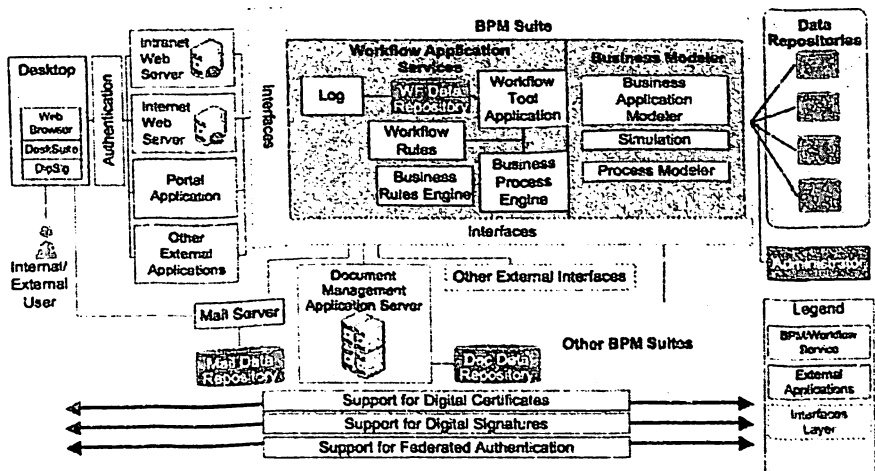 BPM Suite
Data
Repositories
Desktop
Web
Browser
DeskSuite
DigSig
Authentication
Intranet
Web
Server
Internet
Web
Server
Portal
Application
Other
External
Applications
Internal/
External
User
Interfaces
Workflow Application
Services
Log
WF Data
Repository
Workflow
Tool
Application
Workflow
Rules
Business
Rules Engine
Business
Process
Engine
Business Modeler
Business
Application
Modeler
Simulation
Process Modeler
Interfaces
Mail Server
Mail Data
Repository
Document
Management
Application Server
Other External Interfaces
Doc Data
Repository
Other BPM Suites
Support for Digital Certificates
Support for Digital Signatures
Support for Federated Authentication
Legend
BPM/Workflow
Service
External
Applications
Interfaces
Layer